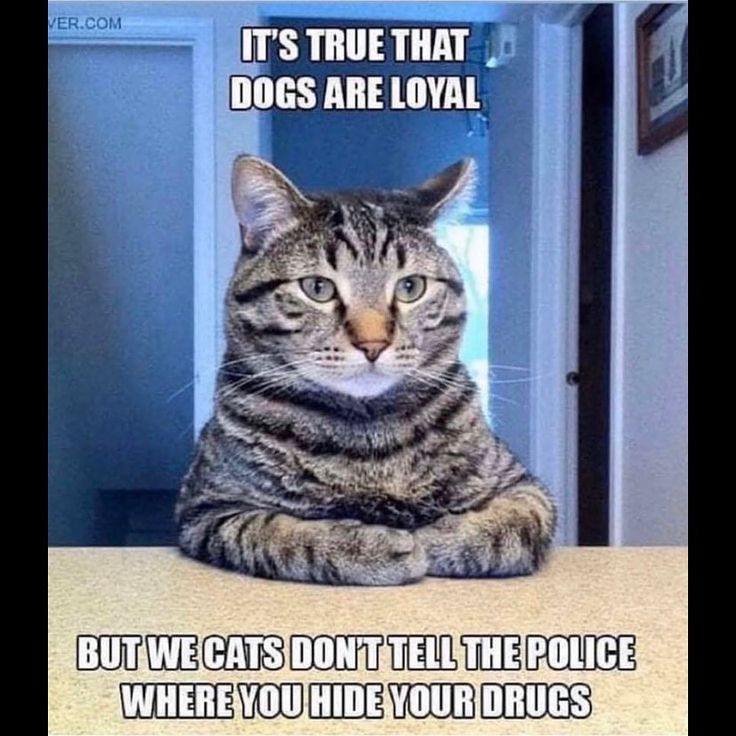 VER.COM
IT'S TRUE THAT
DOGS ARE LOYAL
BUT WE CATS DON'T TELL THE POLICE
WHERE YOU HIDE YOUR DRUGS